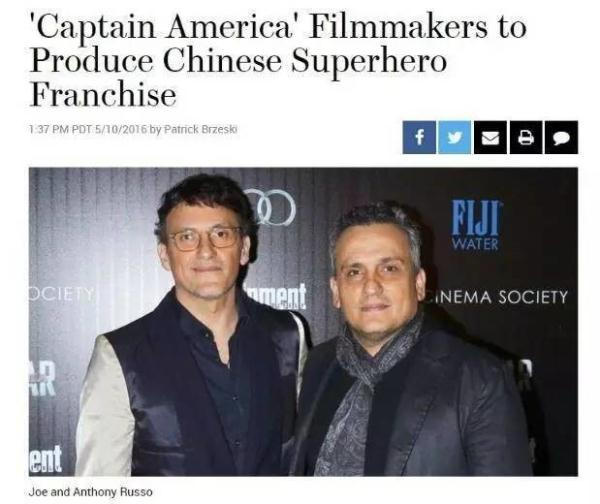 'Captain America' Filmmakers to
Produce Chinese Superhero
Franchise
1:37 PM PDT 5/10/2016 by Patrick Brzeski
FIJI
WATER
OCIETY
nment
CINEMA SOCIETY
AR
ent
Joe and Anthony Russo